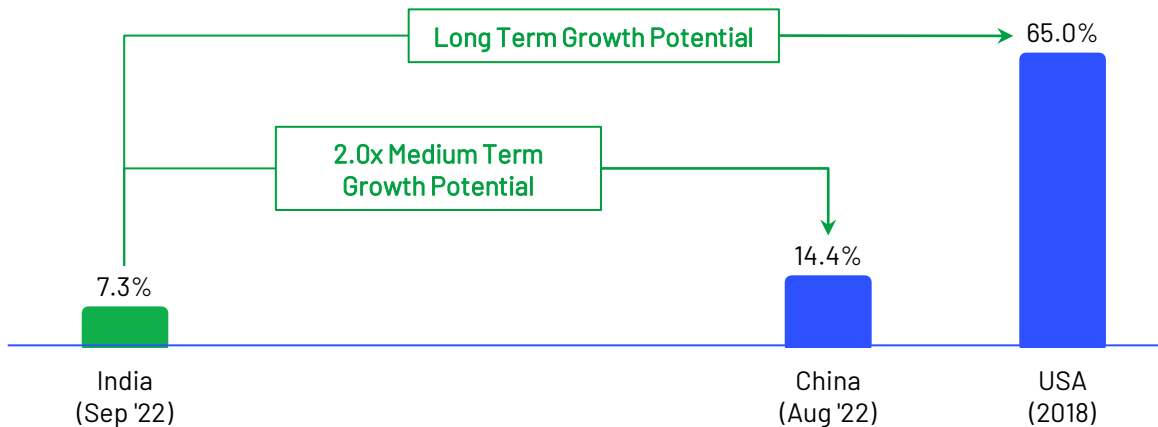 Long Term Growth Potential
65.0%
2.0x Medium Term
Growth Potential
14.4%
7.3%
India
(Sep '22)
China
(Aug '22)
USA
(2018)